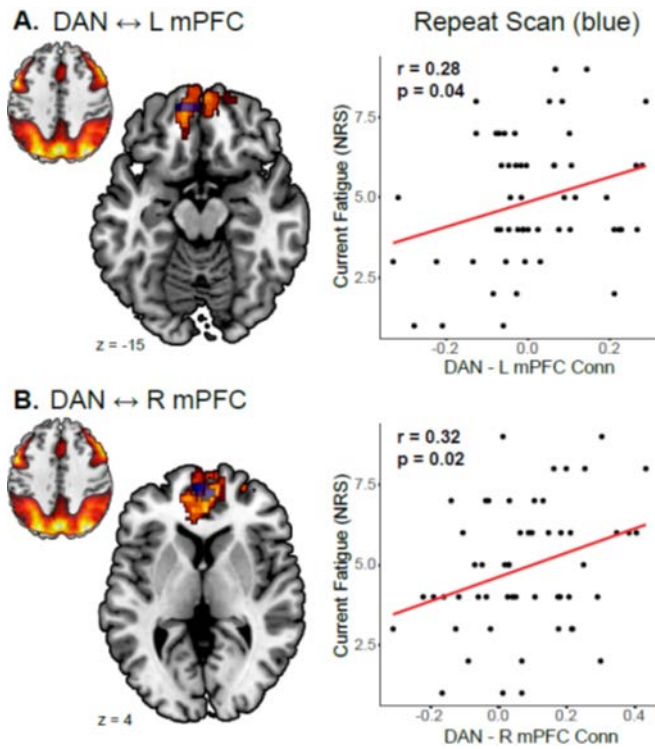 A. DAN ↔ L mPFC
Repeat Scan (blue)
r = 0.28
p = 0.04
7.5
5.0
2.5
Current Fatigue (NRS)
-0.2
0.0
0.2
DAN - L mPFC Conn
z = -15
B. DAN ↔ R mPFC
r = 0.32
p = 0.02
7.5
5.0
2.5
Current Fatigue (NRS)
-0.2
0.0
0.2
0.4
DAN - R mPFC Conn
z = 4